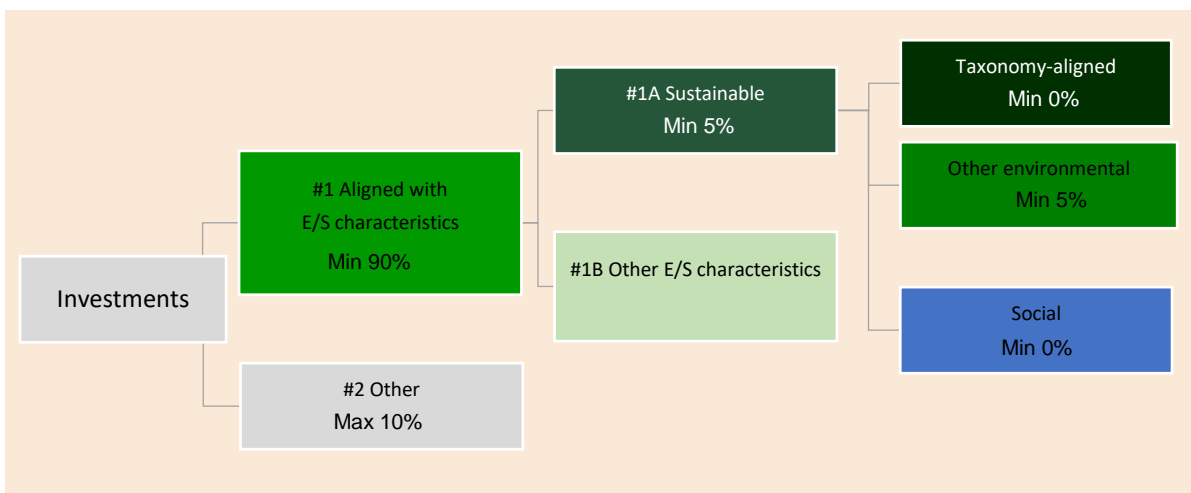 Investments
#1 Aligned with
E/S characteristics
Min 90%
#2 Other
Max 10%
#1A Sustainable
Min 5%
#1B Other E/S characteristics
Taxonomy-aligned
Min 0%
Other environmental
Min 5%
Social
Min 0%